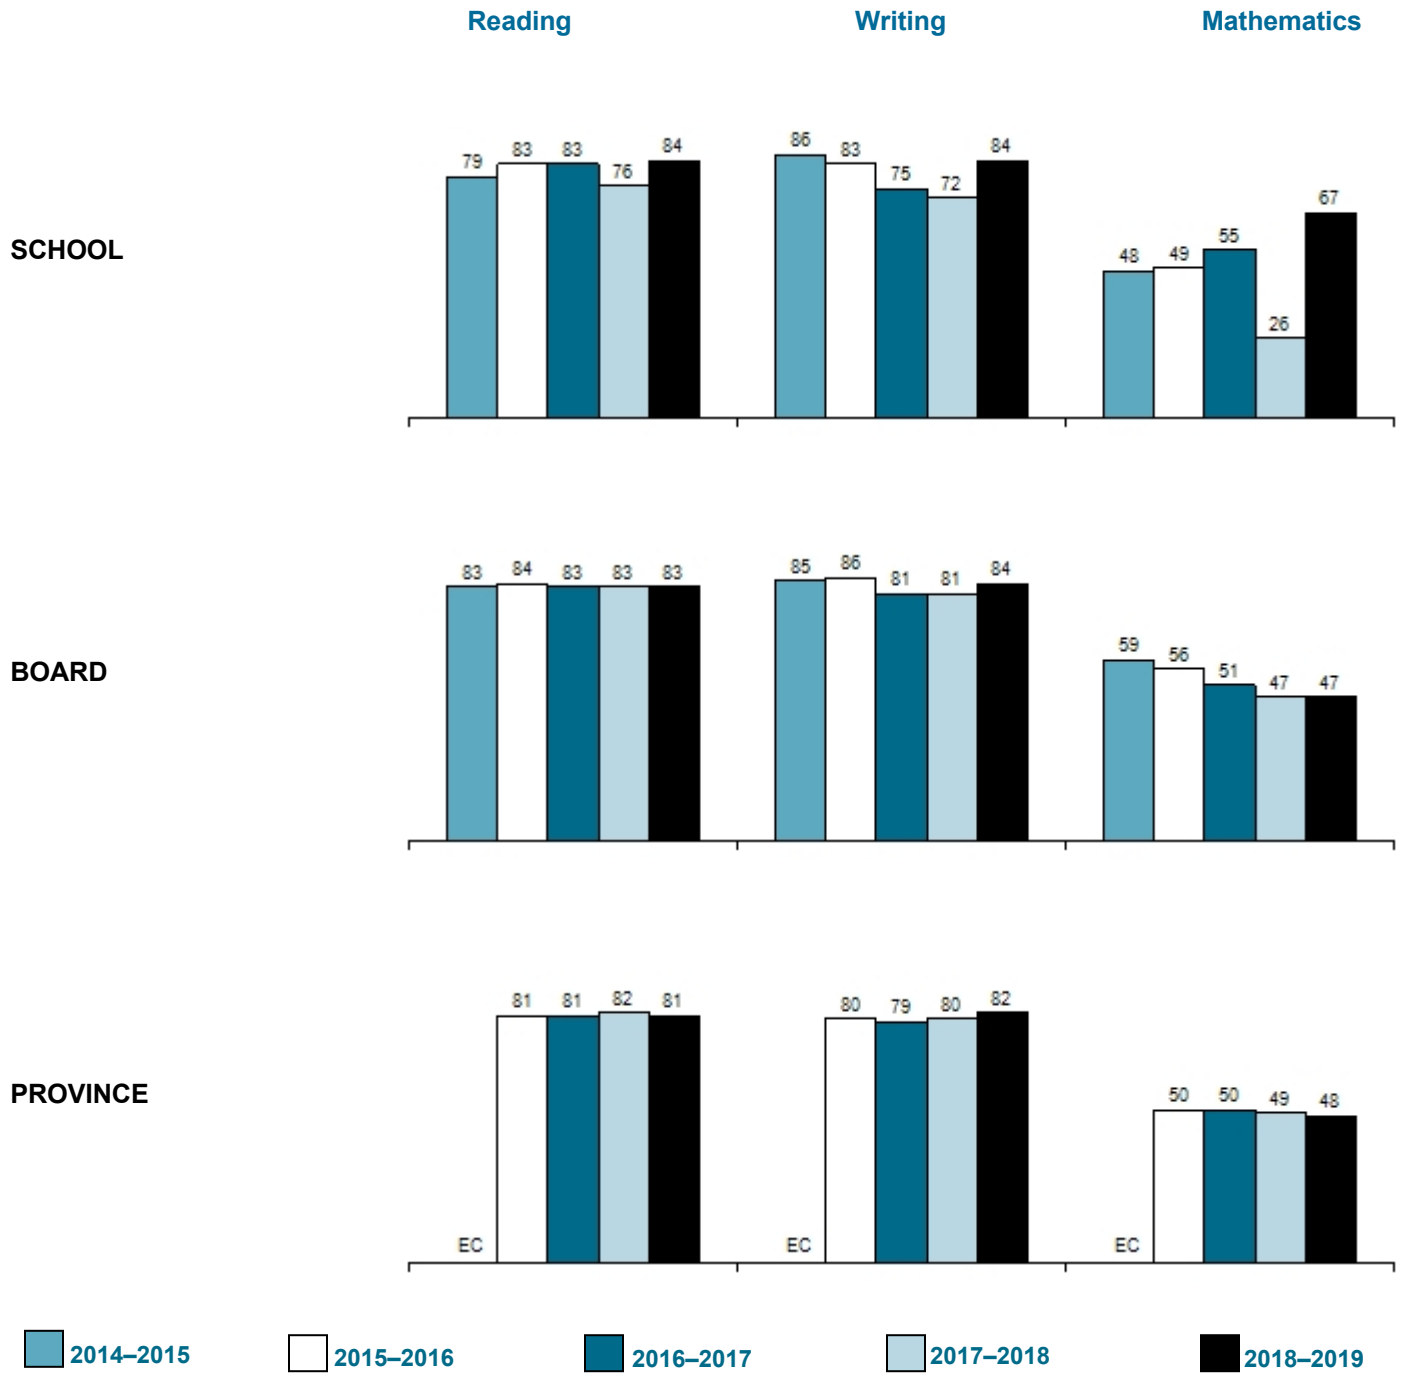 Reading Writing Mathematics
SCHOOL
79 83 83 76 84 86 83 75 72 84 48 49 55 26 67
BOARD
83 84 83 83 83 85 86 81 81 84 59 56 51 47 47
PROVINCE
EC 81 81 82 81 EC 80 79 80 82 EC 50 50 49 48
2014–2015 2015–2016 2016–2017 2017–2018 2018–2019